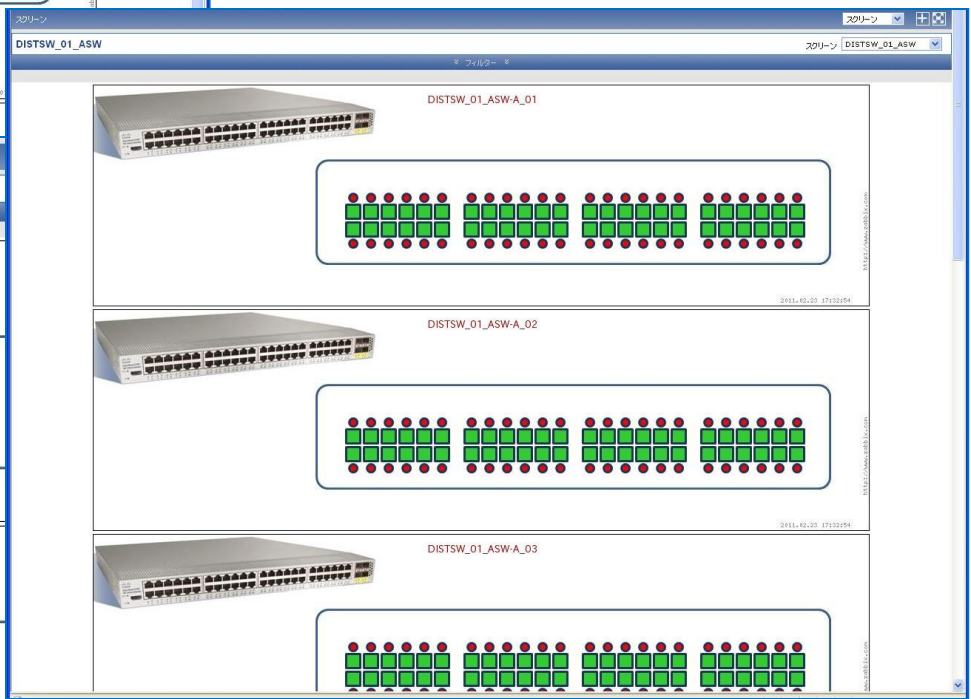 スクリーン
スクリーン
DISTSW_01_ASW
スクリーン DISTSW_01_ASW
フィルター
DISTSW_01_ASW-A_01
http://www.zabbix.com
2011.02.23 17:32:54
DISTSW_01_ASW-A_02
http://www.zabbix.com
2011.02.23 17:32:54
DISTSW_01_ASW-A_03